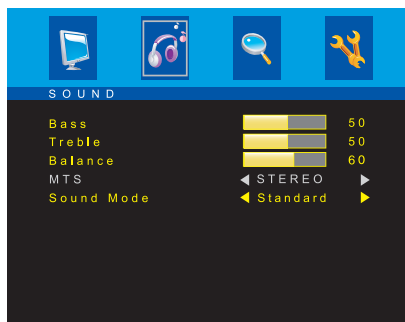 SOUND
Bass 50
Treble 50
Balance 60
MTS STEREO
Sound Mode Standard